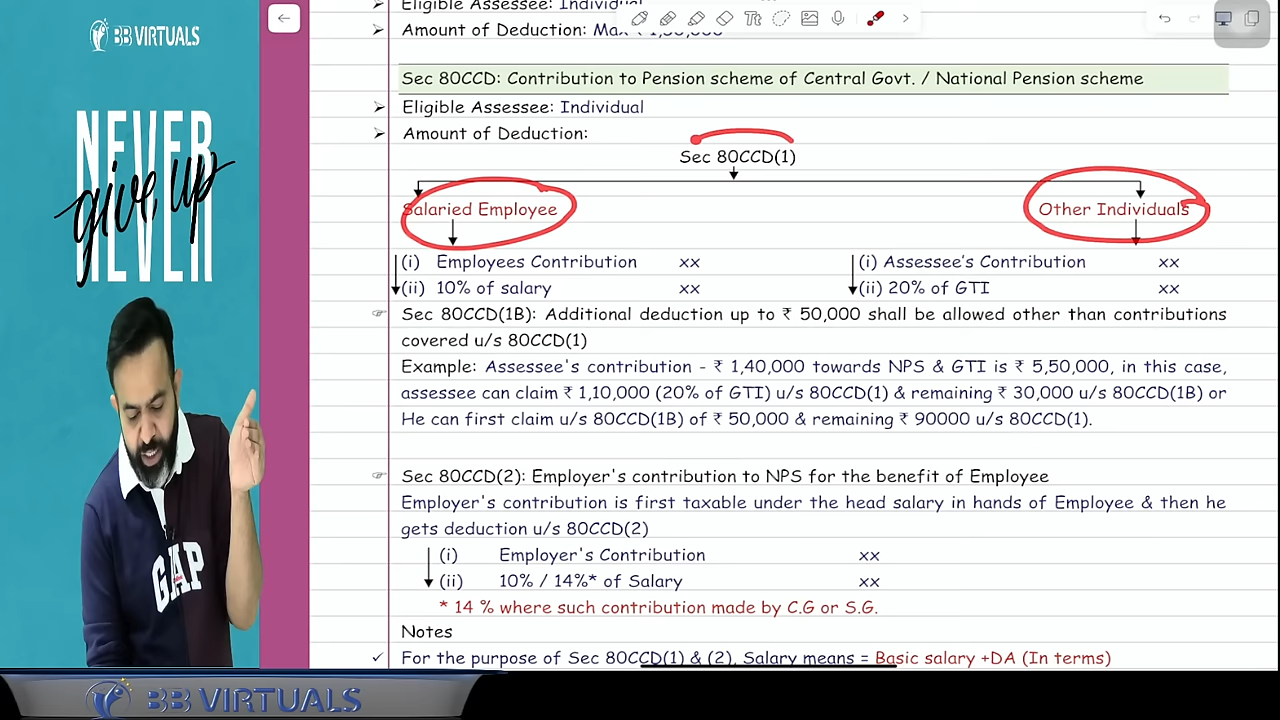 BB VIRTUALS
NEVER
give up
NEVER
GAP
Eligible Assessee: Individual
➤ Amount of Deduction: Max ₹ 1,50,000
Tt
Sec 80CCD: Contribution to Pension scheme of Central Govt. / National Pension scheme
➤ Eligible Assessee: Individual
➤ Amount of Deduction:
Sec 80CCD(1)
Salaried Employee
Other Individuals
(i) Employees Contribution xx
(ii) 10% of salary xx
(i) Assessee's Contribution xx
(ii) 20% of GTI xx
☞ Sec 80CCD(1B): Additional deduction up to ₹ 50,000 shall be allowed other than contributions
covered u/s 80CCD(1)
Example: Assessee's contribution - ₹ 1,40,000 towards NPS & GTI is ₹ 5,50,000, in this case,
assessee can claim ₹ 1,10,000 (20% of GTI) u/s 80CCD(1) & remaining ₹ 30,000 u/s 80CCD(1B) or
He can first claim u/s 80CCD(1B) of ₹ 50,000 & remaining ₹ 90000 u/s 80CCD(1).
☞ Sec 80CCD(2): Employer's contribution to NPS for the benefit of Employee
Employer's contribution is first taxable under the head salary in hands of Employee & then he
gets deduction u/s 80CCD(2)
(i) Employer's Contribution xx
(ii) 10% / 14%* of Salary xx
* 14 % where such contribution made by C.G or S.G.
Notes
✓ For the purpose of Sec 80CCD(1) & (2), Salary means = Basic salary +DA (In terms)
BB VIRTUALS